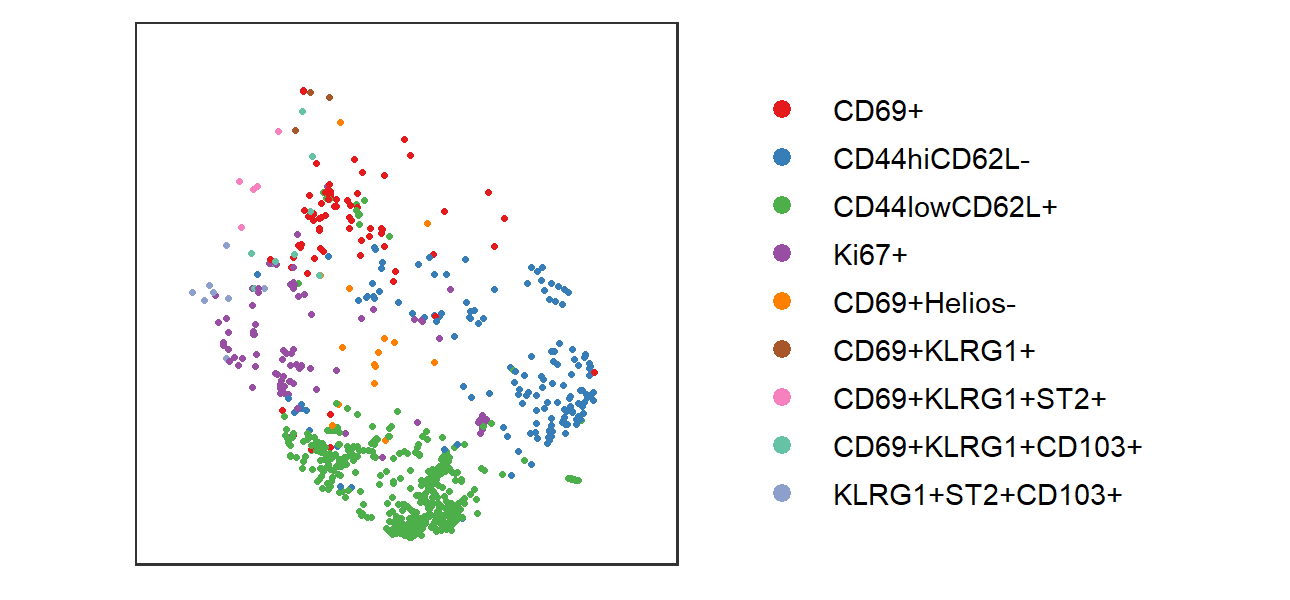 CD69+
CD44hiCD62L-
CD44lowCD62L+
Ki67+
CD69+Helios-
CD69+KLRG1+
CD69+KLRG1+ST2+
CD69+KLRG1+CD103+
KLRG1+ST2+CD103+